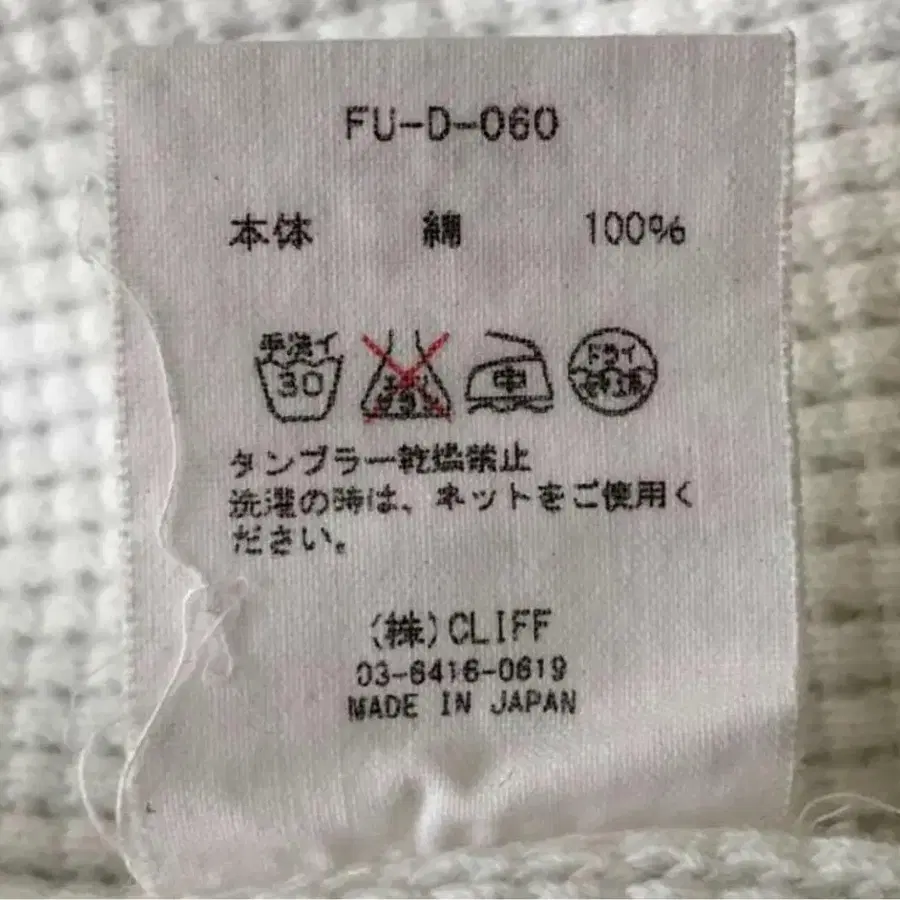 FU-D-060
本体 綿 100%
手洗イ
30
中
ドライ
タンブラー乾燥禁止
洗濯の時は、ネットをご使用く
ださい。
(株)CLIFF
03-6416-0619
MADE IN JAPAN